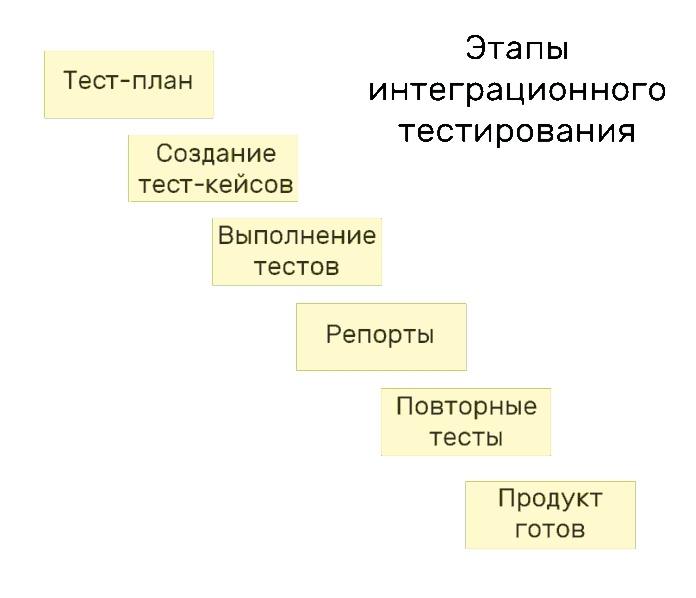 Этапы
интеграционного
тестирования
Тест-план
Создание
тест-кейсов
Выполнение
тестов
Репорты
Повторные
тесты
Продукт
готов